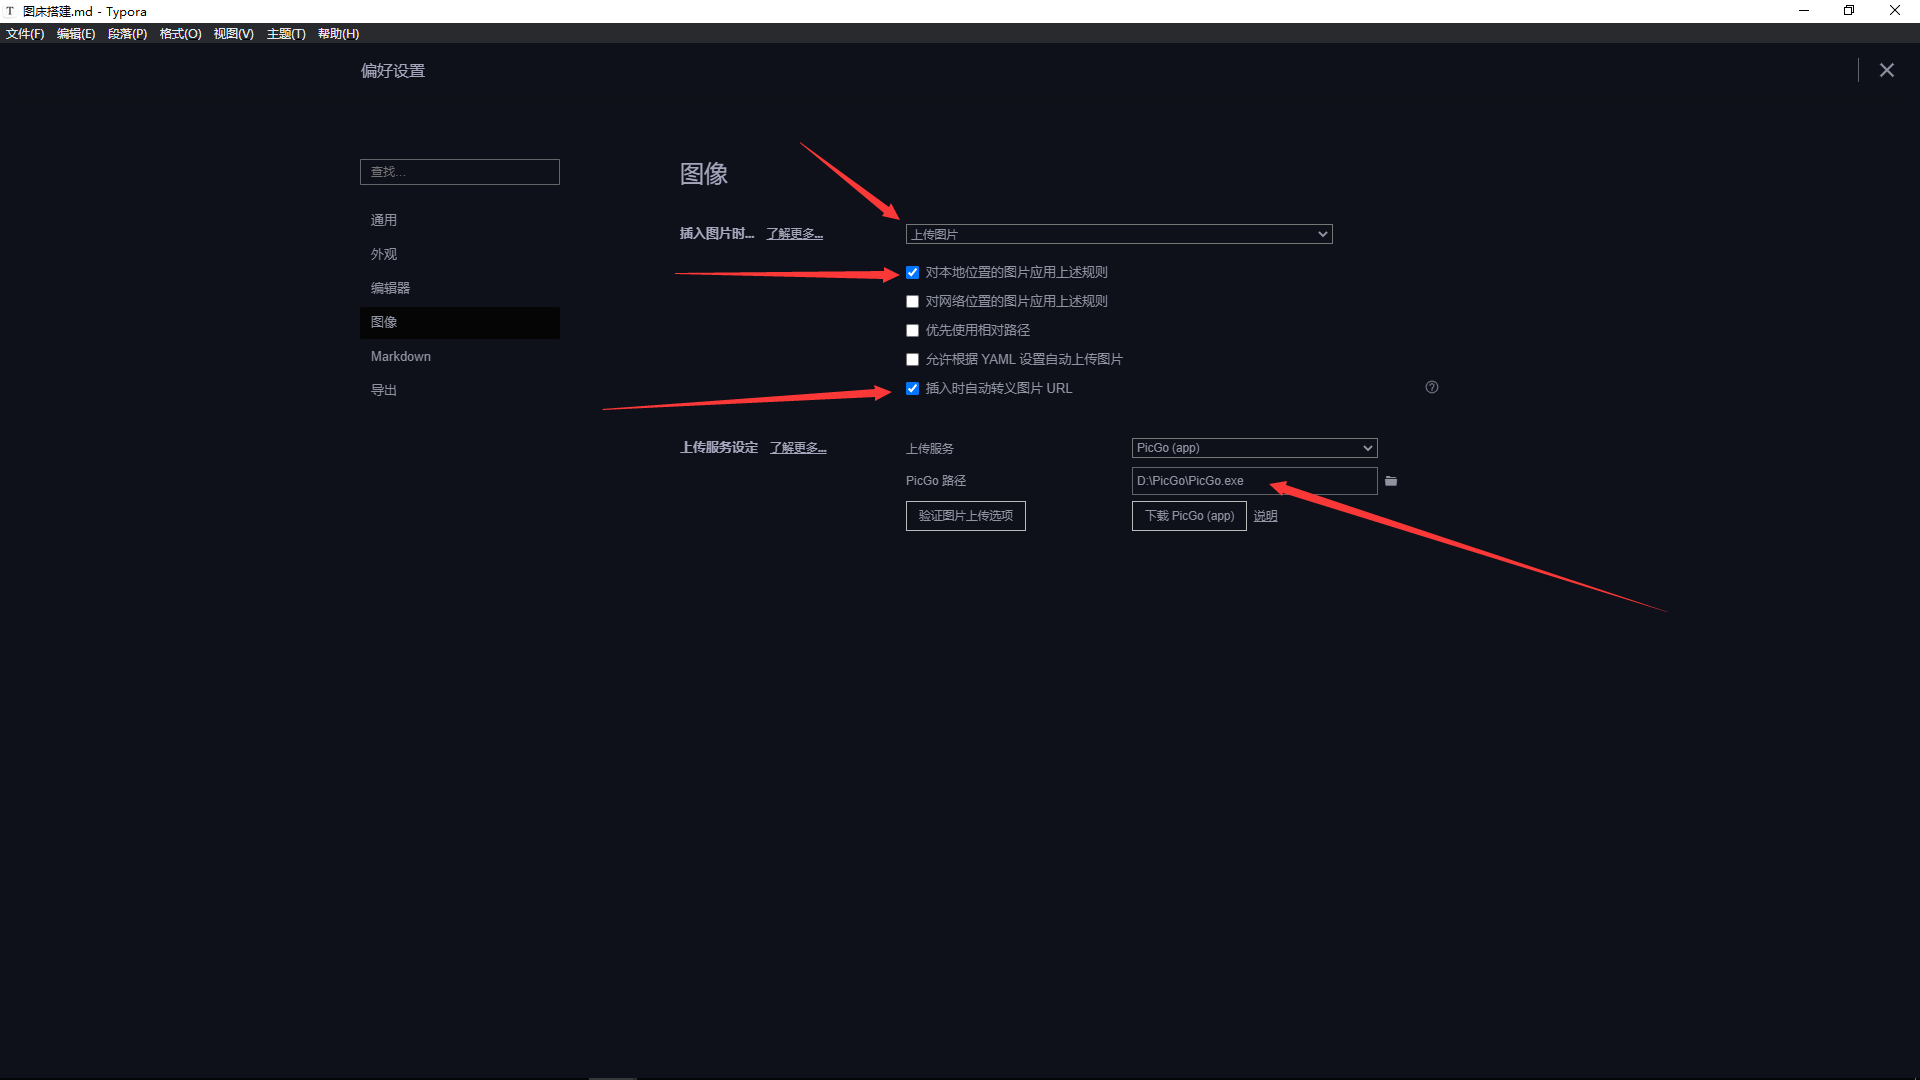 图床搭建.md - Typora
文件(F) 编辑(E) 段落(P) 格式(O) 视图(V) 主题(T) 帮助(H)
偏好设置
查找...
通用
外观
编辑器
图像
Markdown
导出
图像
插入图片时... 了解更多... 上传图片
对本地位置的图片应用上述规则
对网络位置的图片应用上述规则
优先使用相对路径
允许根据 YAML 设置自动上传图片
插入时自动转义图片 URL
上传服务设定 了解更多... 上传服务 PicGo (app)
PicGo 路径 D:\PicGo\PicGo.exe
验证图片上传选项 下载 PicGo (app) 说明